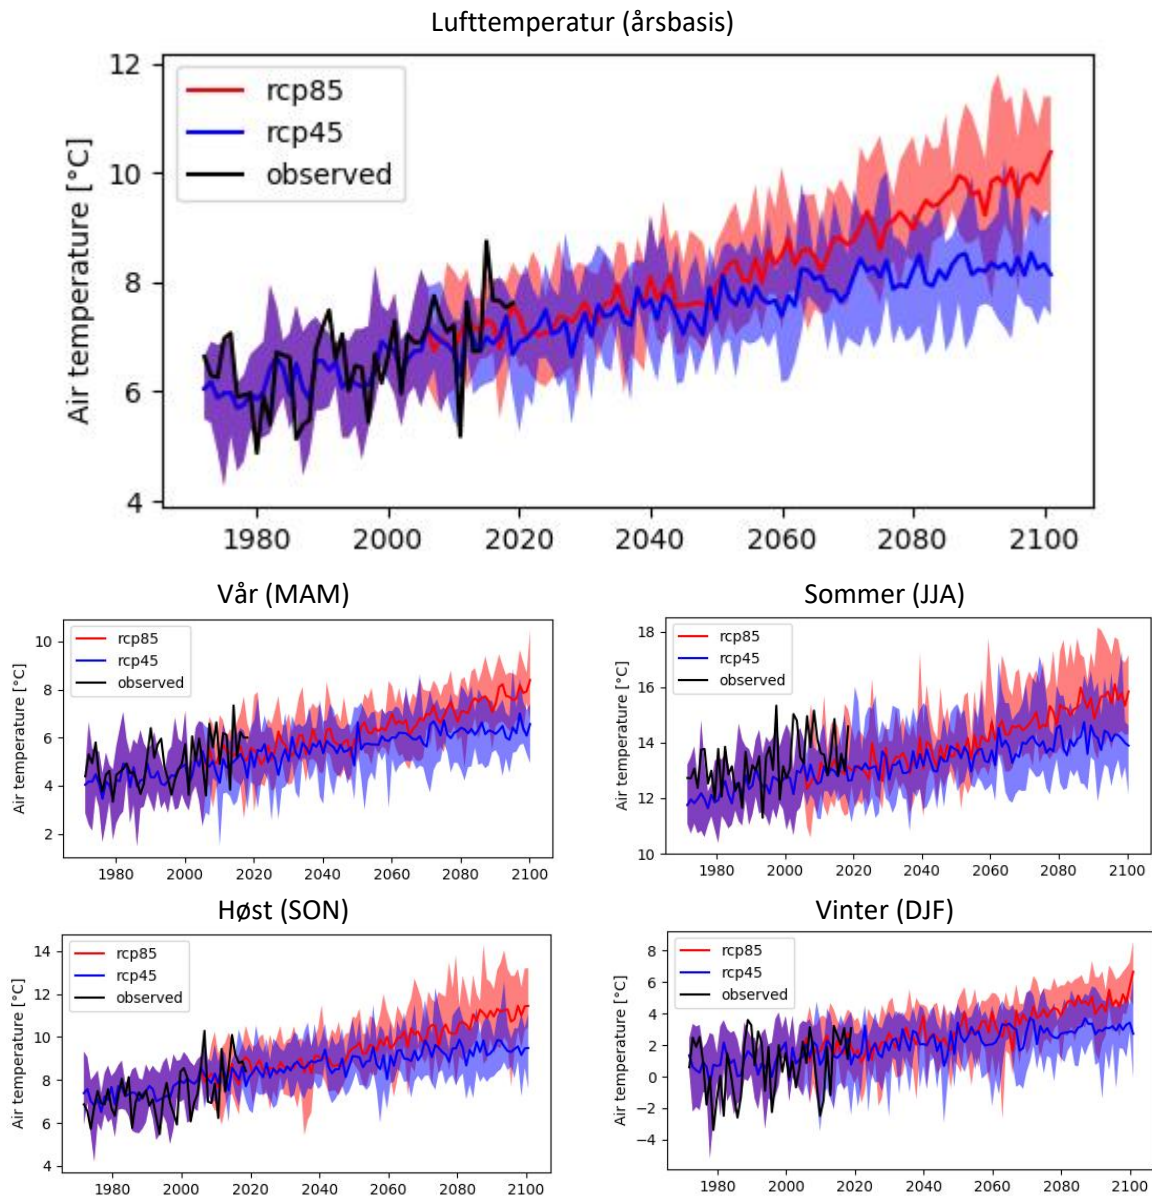 Lufttemperatur (årsbasis)
12
10
8
6
4
Air temperature [°C]
rcp85
rcp45
observed
1980 2000 2020 2040 2060 2080 2100
Vår (MAM)
10
8
6
4
2
Air temperature [°C]
rcp85
rcp45
observed
1980 2000 2020 2040 2060 2080 2100
Sommer (JJA)
18
16
14
12
10
Air temperature [°C]
rcp85
rcp45
observed
1980 2000 2020 2040 2060 2080 2100
Høst (SON)
14
12
10
8
6
4
Air temperature [°C]
rcp85
rcp45
observed
1980 2000 2020 2040 2060 2080 2100
Vinter (DJF)
8
6
4
2
0
−2
−4
Air temperature [°C]
rcp85
rcp45
observed
1980 2000 2020 2040 2060 2080 2100